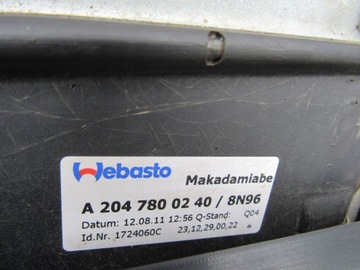 Webasto Makadamiabe
A 204 780 02 40 / 8N96
Datum: 12.08.11 12:56 Q-Stand: Q04
Id.Nr. 1724060C 23,12,29,00,22